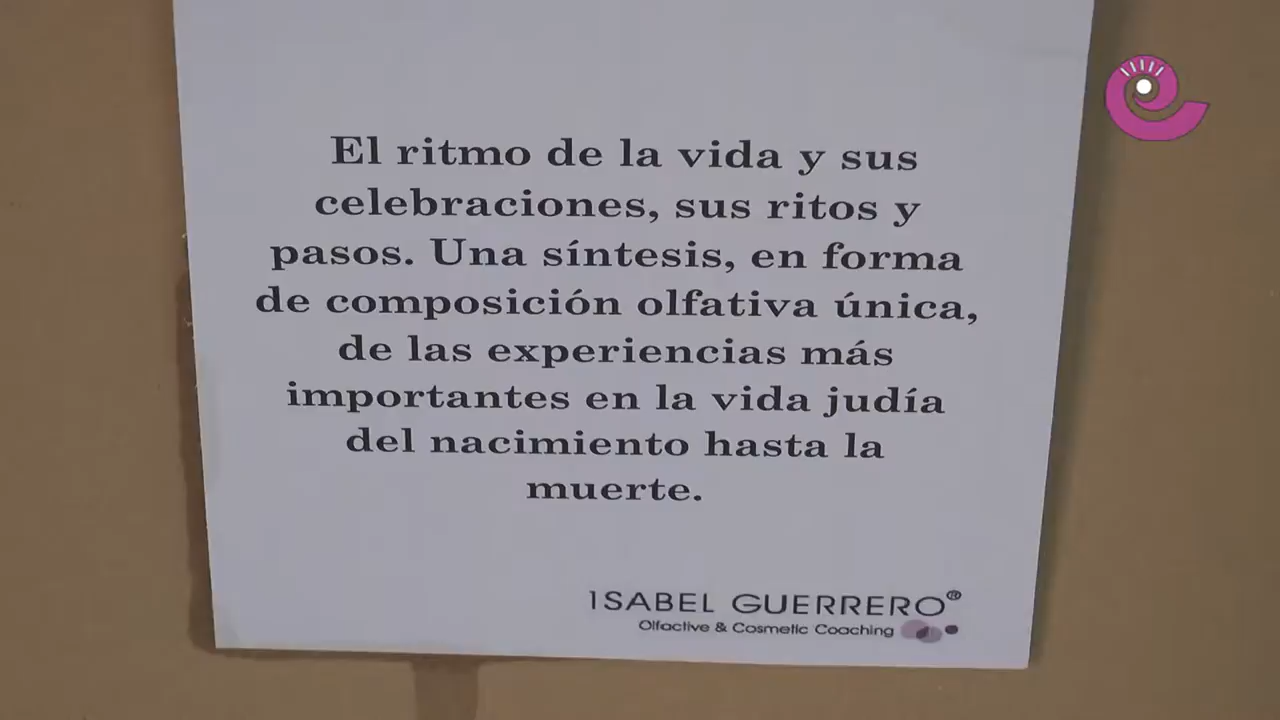 El ritmo de la vida y sus
celebraciones, sus ritos y
pasos. Una síntesis, en forma
de composición olfativa única,
de las experiencias más
importantes en la vida judía
del nacimiento hasta la
muerte.
ISABEL GUERRERO®
Olfactive & Cosmetic Coaching